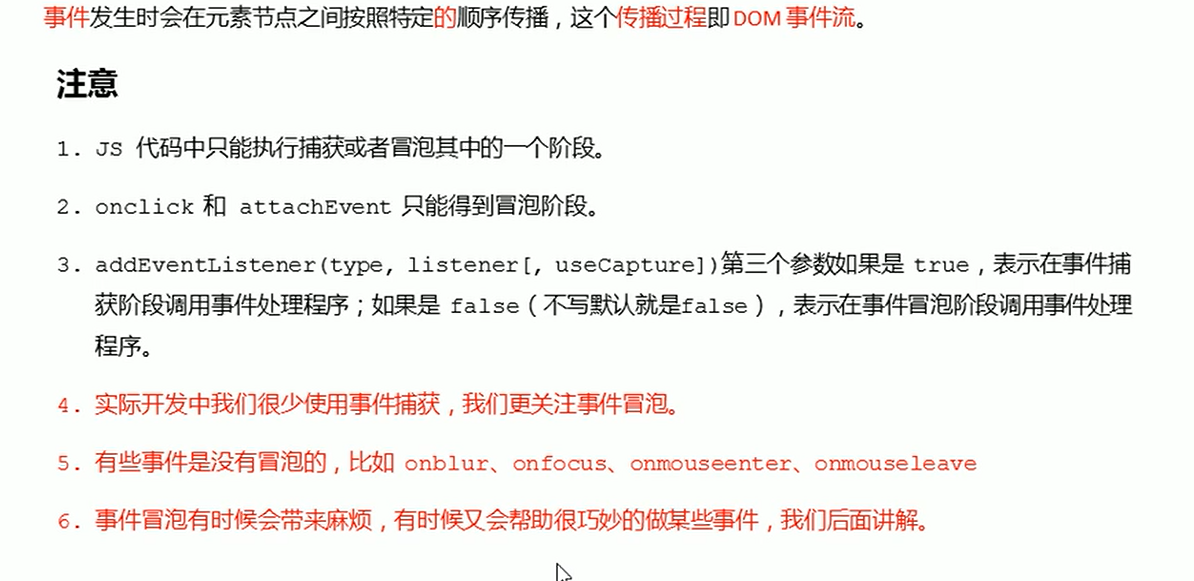 事件发生时会在元素节点之间按照特定的顺序传播，这个传播过程即 DOM 事件流。
注意
1. JS 代码中只能执行捕获或者冒泡其中的一个阶段。
2. onclick 和 attachEvent 只能得到冒泡阶段。
3. addEventListener(type, listener[, useCapture])第三个参数如果是 true，表示在事件捕
获阶段调用事件处理程序；如果是 false（不写默认就是false），表示在事件冒泡阶段调用事件处理
程序。
4. 实际开发中我们很少使用事件捕获，我们更关注事件冒泡。
5. 有些事件是没有冒泡的，比如 onblur、onfocus、onmouseenter、onmouseleave
6. 事件冒泡有时候会带来麻烦，有时候又会帮助很巧妙的做某些事件，我们后面讲解。